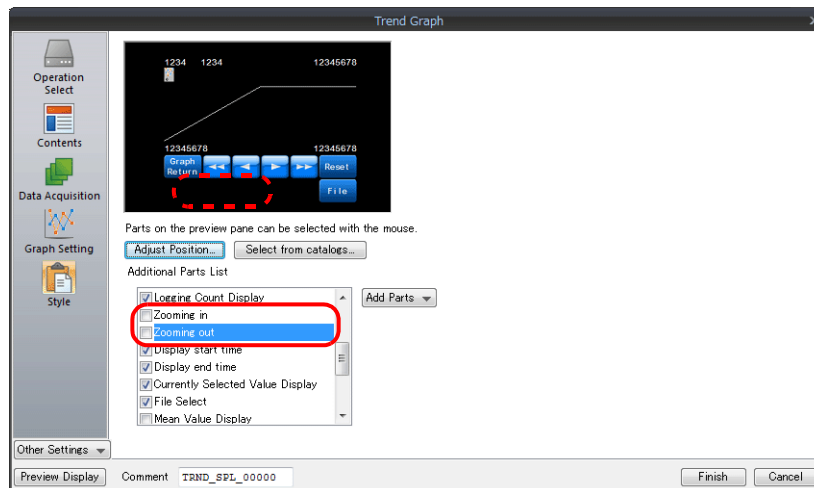 Trend Graph
Operation
Select
Contents
Data Acquisition
Graph Setting
Style
1234 1234 12345678
12345678 12345678
Graph
Return
Reset
File
Parts on the preview pane can be selected with the mouse.
Adjust Position... Select from catalogs...
Additional Parts List
Logging Count Display
Add Parts
Zooming in
Zooming out
Display start time
Display end time
Currently Selected Value Display
File Select
Mean Value Display
Other Settings
Preview Display Comment TRND_SPL_00000 Finish Cancel